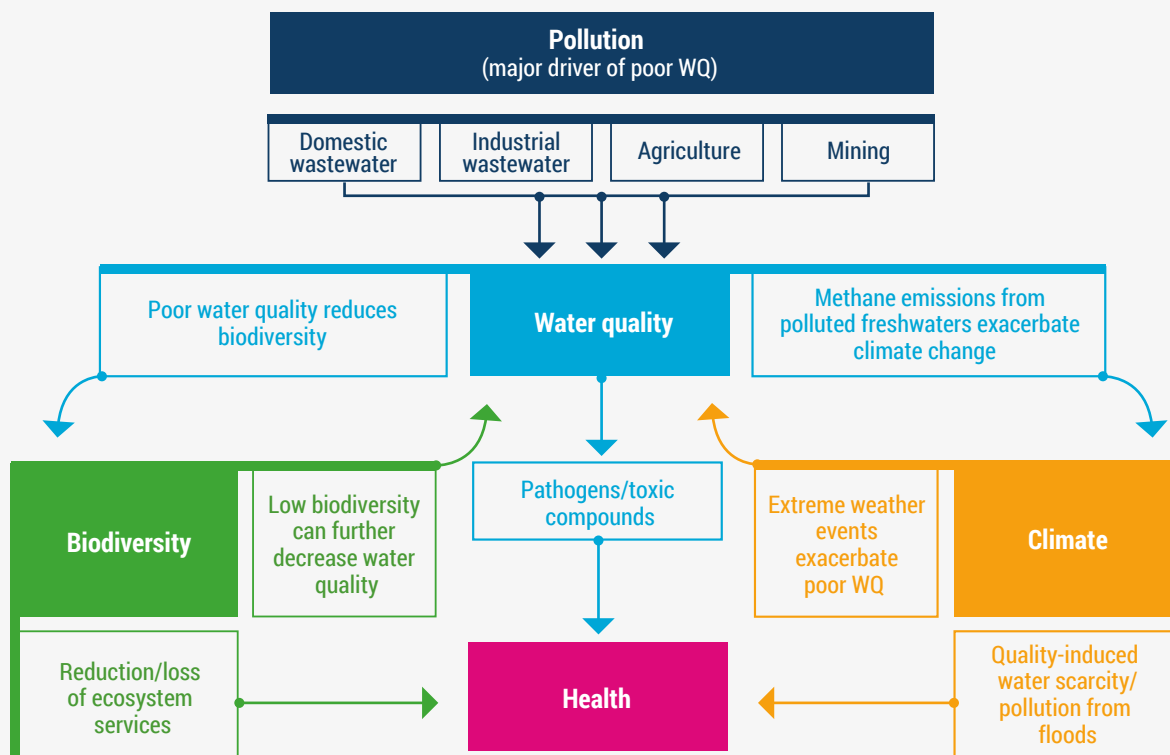 Pollution
(major driver of poor WQ)
Domestic
wastewater
Industrial
wastewater
Agriculture
Mining
Poor water quality reduces
biodiversity
Water quality
Methane emissions from
polluted freshwaters exacerbate
climate change
Biodiversity
Low biodiversity
can further
decrease water
quality
Pathogens/toxic
compounds
Extreme weather
events
exacerbate
poor WQ
Climate
Reduction/loss
of ecosystem
services
Health
Quality-induced
water scarcity/
pollution from
floods